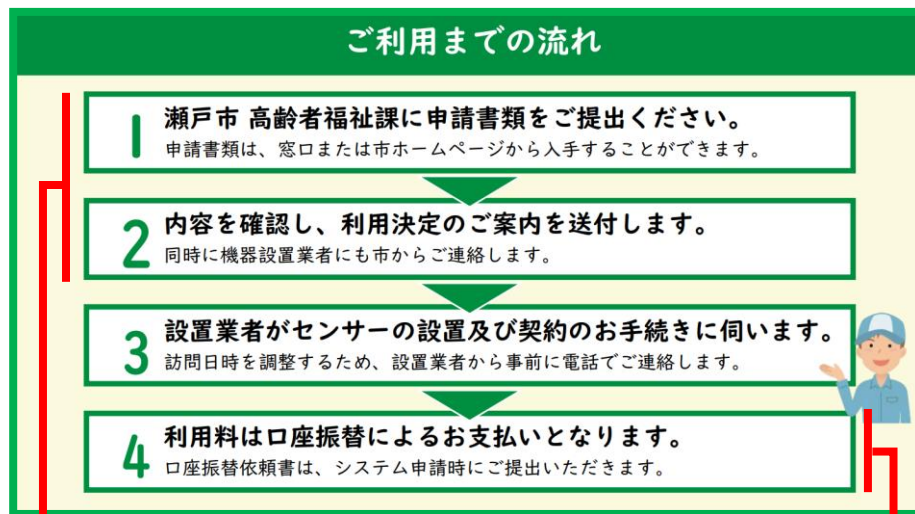 ご利用までの流れ
1 瀬戸市 高齢者福祉課に申請書類をご提出ください。
申請書類は、窓口または市ホームページから入手することができます。
2 内容を確認し、利用決定のご案内を送付します。
同時に機器設置業者にも市からご連絡します。
3 設置業者がセンサーの設置及び契約のお手続きに伺います。
訪問日時を調整するため、設置業者から事前に電話でご連絡します。
4 利用料は口座振替によるお支払いとなります。
口座振替依頼書は、システム申請時にご提出いただきます。